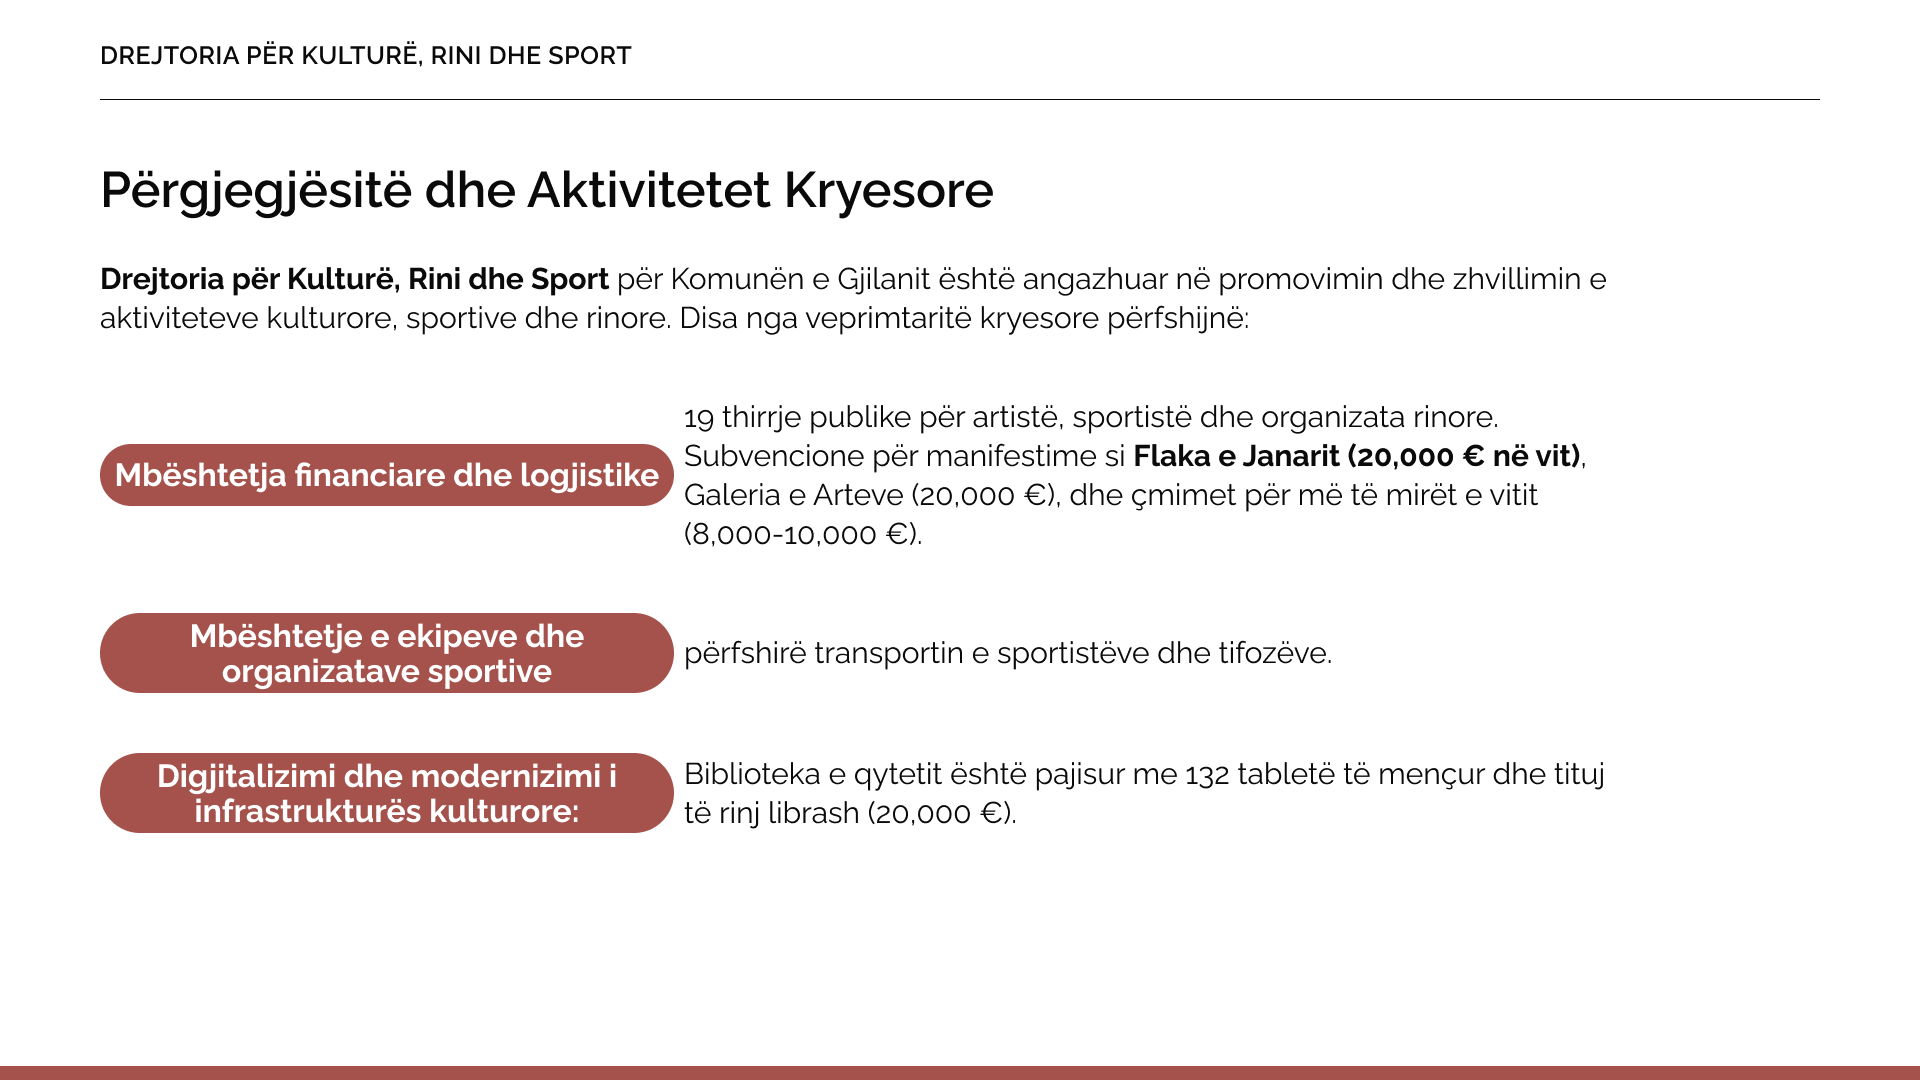 DREJTORIA PËR KULTURË, RINI DHE SPORT
Përgjegjësitë dhe Aktivitetet Kryesore
Drejtoria për Kulturë, Rini dhe Sport për Komunën e Gjilanit është angazhuar në promovimin dhe zhvillimin e
aktiviteteve kulturore, sportive dhe rinore. Disa nga veprimtaritë kryesore përfshijnë:
Mbështetja financiare dhe logjistike
19 thirrje publike për artistë, sportistë dhe organizata rinore.
Subvencione për manifestime si Flaka e Janarit (20,000 € në vit),
Galeria e Arteve (20,000 €), dhe çmimet për më të mirët e vitit
(8,000-10,000 €).
Mbështetje e ekipeve dhe
organizatave sportive
përfshirë transportin e sportistëve dhe tifozëve.
Digjitalizimi dhe modernizimi i
infrastrukturës kulturore:
Biblioteka e qytetit është pajisur me 132 tabletë të mençur dhe tituj
të rinj librash (20,000 €).